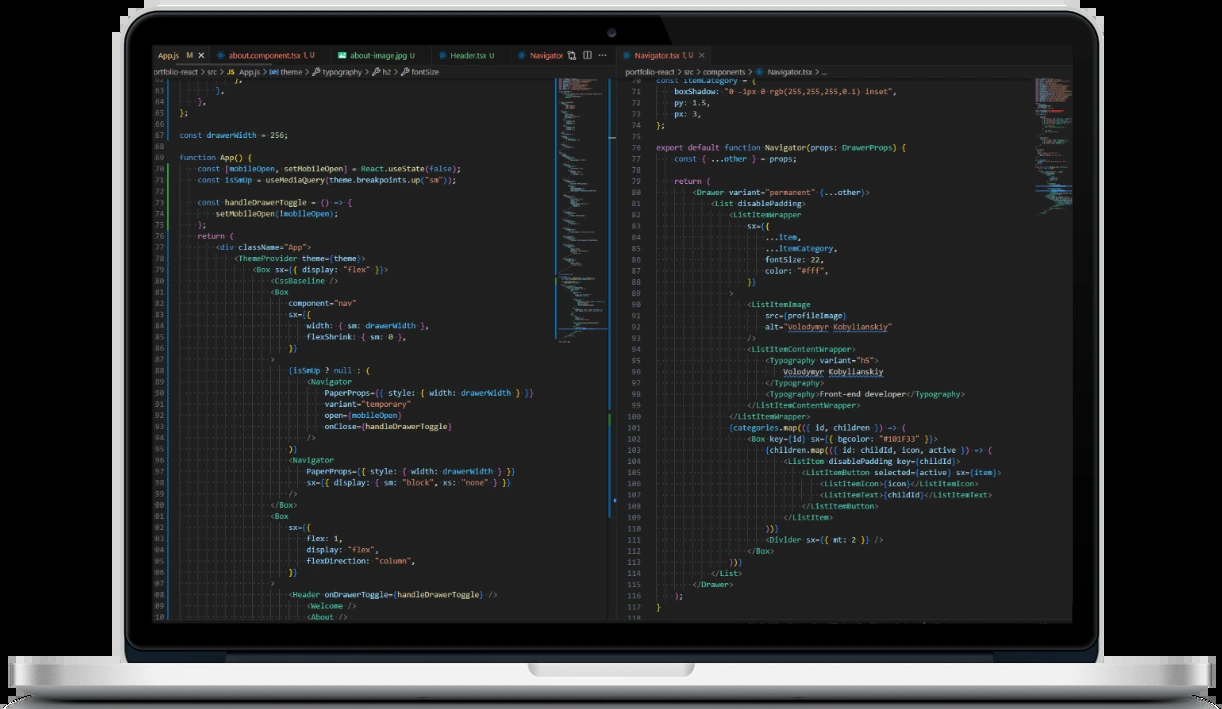 App.js M ✕ about.component.tsx 1, U about-image.jpg U Header.tsx U Navigator ···
portfolio-react > src > JS App.js > theme > typography > h2 > fontSize
63 },
64 },
65 };
66
67 const drawerWidth = 256;
68
69 function App() {
70 const [mobileOpen, setMobileOpen] = React.useState(false);
71 const isSmUp = useMediaQuery(theme.breakpoints.up("sm"));
72
73 const handleDrawerToggle = () => {
74 setMobileOpen(!mobileOpen);
75 };
76 return (
77 <div className="App">
78 <ThemeProvider theme={theme}>
79 <Box sx={{ display: "flex" }}>
80 <CssBaseline />
81 <Box
82 component="nav"
83 sx={{
84 width: { sm: drawerWidth },
85 flexShrink: { sm: 0 },
86 }}
87 >
88 {isSmUp ? null : (
89 <Navigator
90 PaperProps={{ style: { width: drawerWidth } }}
91 variant="temporary"
92 open={mobileOpen}
93 onClose={handleDrawerToggle}
94 />
95 )}
96 <Navigator
97 PaperProps={{ style: { width: drawerWidth } }}
98 sx={{ display: { sm: "block", xs: "none" } }}
99 />
00 </Box>
01 <Box
02 sx={{
03 flex: 1,
04 display: "flex",
05 flexDirection: "column",
06 }}
07 >
08 <Header onDrawerToggle={handleDrawerToggle} />
09 <Welcome />
10 <About />
Navigator.tsx 1, U ✕
portfolio-react > src > components > Navigator.tsx > ...
70 const itemCategory = {
71 boxShadow: "0 -1px 0 rgb(255,255,255,0.1) inset",
72 py: 1.5,
73 px: 3,
74 };
75
76 export default function Navigator(props: DrawerProps) {
77 const { ...other } = props;
78
79 return (
80 <Drawer variant="permanent" {...other}>
81 <List disablePadding>
82 <ListItemWrapper
83 sx={{
84 ...item,
85 ...itemCategory,
86 fontSize: 22,
87 color: "#fff",
88 }}
89 >
90 <ListItemImage
91 src={profileImage}
92 alt="Volodymyr Kobylianskiy"
93 />
94 <ListItemContentWrapper>
95 <Typography variant="h5">
96 Volodymyr Kobylianskiy
97 </Typography>
98 <Typography>Front-end developer</Typography>
99 </ListItemContentWrapper>
100 </ListItemWrapper>
101 {categories.map(({ id, children }) => (
102 <Box key={id} sx={{ bgcolor: "#101F33" }}>
103 {children.map(({ id: childId, icon, active }) => (
104 <ListItem disablePadding key={childId}>
105 <ListItemButton selected={active} sx={item}>
106 <ListItemIcon>{icon}</ListItemIcon>
107 <ListItemText>{childId}</ListItemText>
108 </ListItemButton>
109 </ListItem>
110 ))}
111 <Divider sx={{ mt: 2 }} />
112 </Box>
113 ))}
114 </List>
115 </Drawer>
116 );
117 }
118